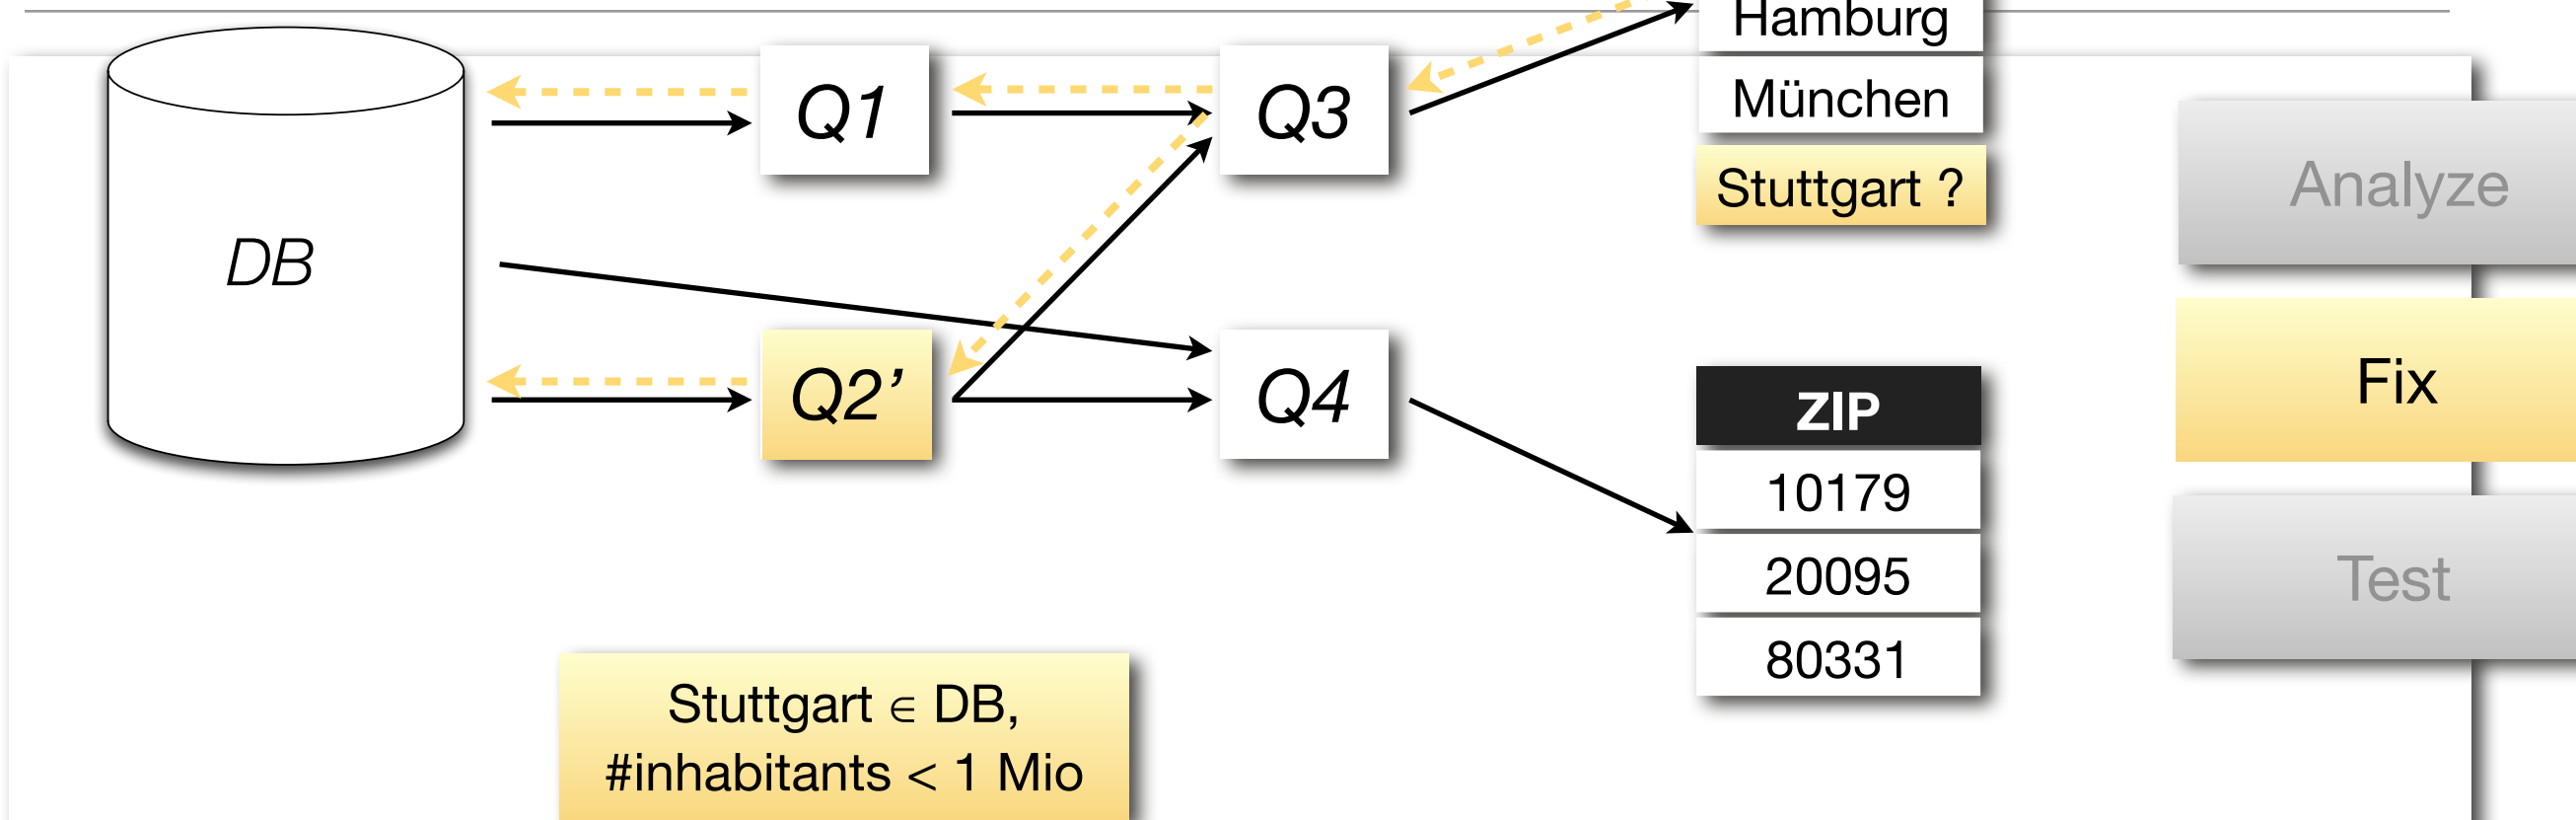 Hamburg
München
Stuttgart ?
Q1
Q3
DB
Q2’
Q4
ZIP
10179
20095
80331
Stuttgart ∈ DB,
#inhabitants < 1 Mio
Analyze
Fix
Test